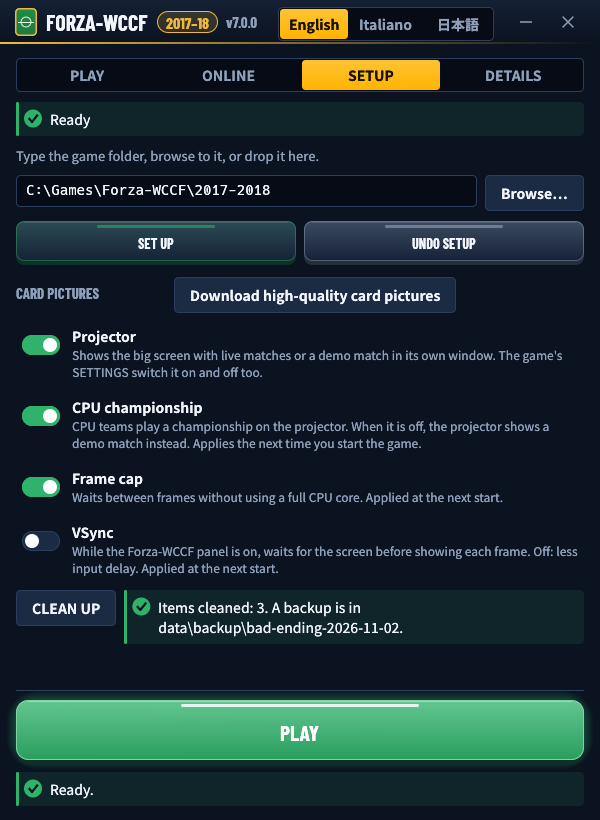 FORZA-WCCF 2017-18 v7.0.0 English Italiano 日本語
PLAY ONLINE SETUP DETAILS
Ready
Type the game folder, browse to it, or drop it here.
C:\Games\Forza-WCCF\2017-2018 Browse...
SET UP UNDO SETUP
CARD PICTURES Download high-quality card pictures
Projector
Shows the big screen with live matches or a demo match in its own window. The game's
SETTINGS switch it on and off too.
CPU championship
CPU teams play a championship on the projector. When it is off, the projector shows a
demo match instead. Applies the next time you start the game.
Frame cap
Waits between frames without using a full CPU core. Applied at the next start.
VSync
While the Forza-WCCF panel is on, waits for the screen before showing each frame. Off: less
input delay. Applied at the next start.
CLEAN UP Items cleaned: 3. A backup is in
data\backup\bad-ending-2026-11-02.
PLAY
Ready.